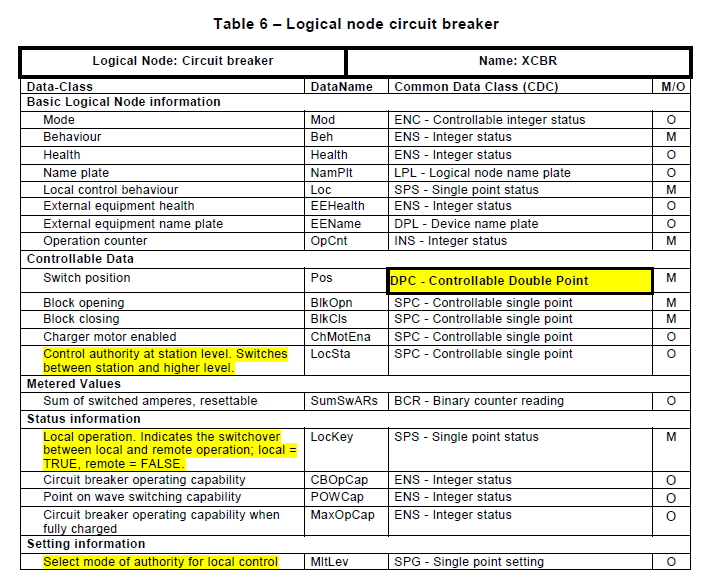 Table 6 – Logical node circuit breaker
Logical Node: Circuit breaker Name: XCBR
Data-Class DataName Common Data Class (CDC) M/O
Basic Logical Node information
Mode Mod ENC - Controllable integer status O
Behaviour Beh ENS - Integer status M
Health Health ENS - Integer status O
Name plate NamPlt LPL - Logical node name plate O
Local control behaviour Loc SPS - Single point status M
External equipment health EEHealth ENS - Integer status O
External equipment name plate EEName DPL - Device name plate O
Operation counter OpCnt INS - Integer status M
Controllable Data
Switch position Pos DPC - Controllable Double Point M
Block opening BlkOpn SPC - Controllable single point M
Block closing BlkCls SPC - Controllable single point M
Charger motor enabled ChMotEna SPC - Controllable single point O
Control authority at station level. Switches LocSta SPC - Controllable single point O
between station and higher level.
Metered Values
Sum of switched amperes, resettable SumSwARs BCR - Binary counter reading O
Status information
Local operation. Indicates the switchover LocKey SPS - Single point status M
between local and remote operation; local =
TRUE, remote = FALSE.
Circuit breaker operating capability CBOpCap ENS - Integer status O
Point on wave switching capability POWCap ENS - Integer status O
Circuit breaker operating capability when MaxOpCap ENS - Integer status O
fully charged
Setting information
Select mode of authority for local control MltLev SPG - Single point setting O